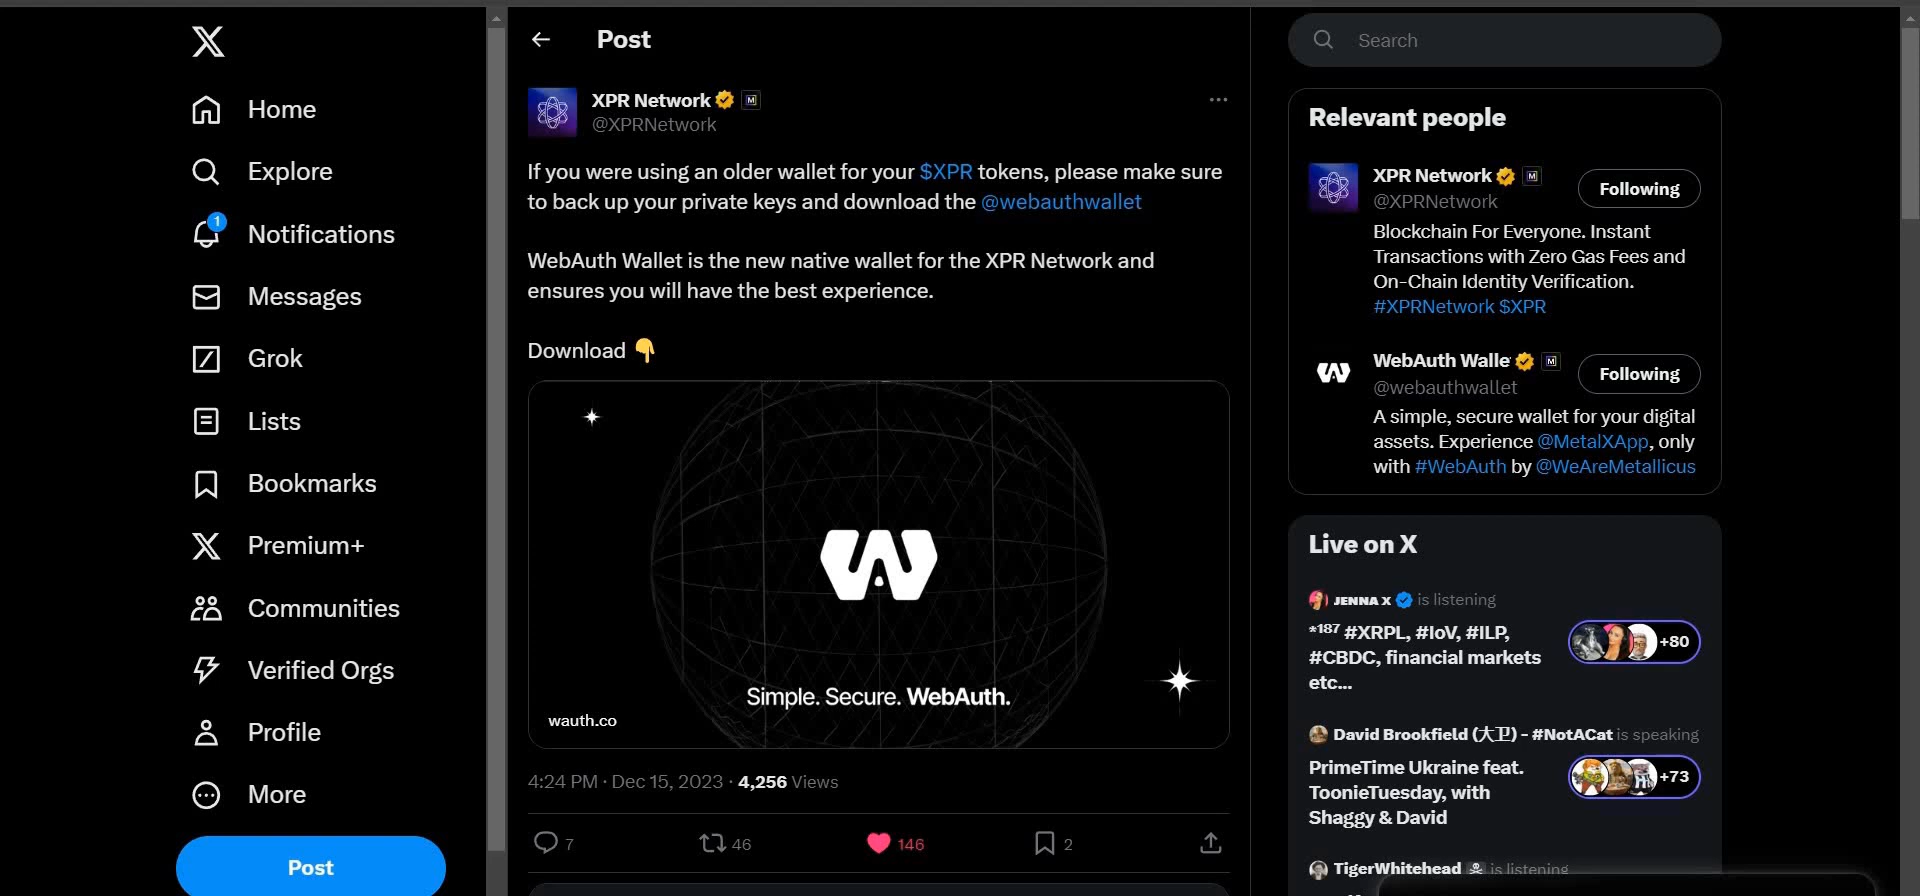 Home
Explore
1
Notifications
Messages
Grok
Lists
Bookmarks
Premium+
Communities
Verified Orgs
Profile
More
Post
Post
XPR Network
@XPRNetwork
If you were using an older wallet for your $XPR tokens, please make sure
to back up your private keys and download the @webauthwallet
WebAuth Wallet is the new native wallet for the XPR Network and
ensures you will have the best experience.
Download 👇
Simple. Secure. WebAuth.
wauth.co
4:24 PM · Dec 15, 2023 · 4,256 Views
7 46 146 2
Search
Relevant people
XPR Network
@XPRNetwork
Following
Blockchain For Everyone. Instant
Transactions with Zero Gas Fees and
On-Chain Identity Verification.
#XPRNetwork $XPR
WebAuth Walle
@webauthwallet
Following
A simple, secure wallet for your digital
assets. Experience @MetalXApp, only
with #WebAuth by @WeAreMetallicus
Live on X
JENNA X is listening
*¹⁸⁷ #XRPL, #IoV, #ILP,
#CBDC, financial markets
etc...
+80
David Brookfield (大卫) - #NotACat is speaking
PrimeTime Ukraine feat.
ToonieTuesday, with
Shaggy & David
+73
TigerWhitehead is listening